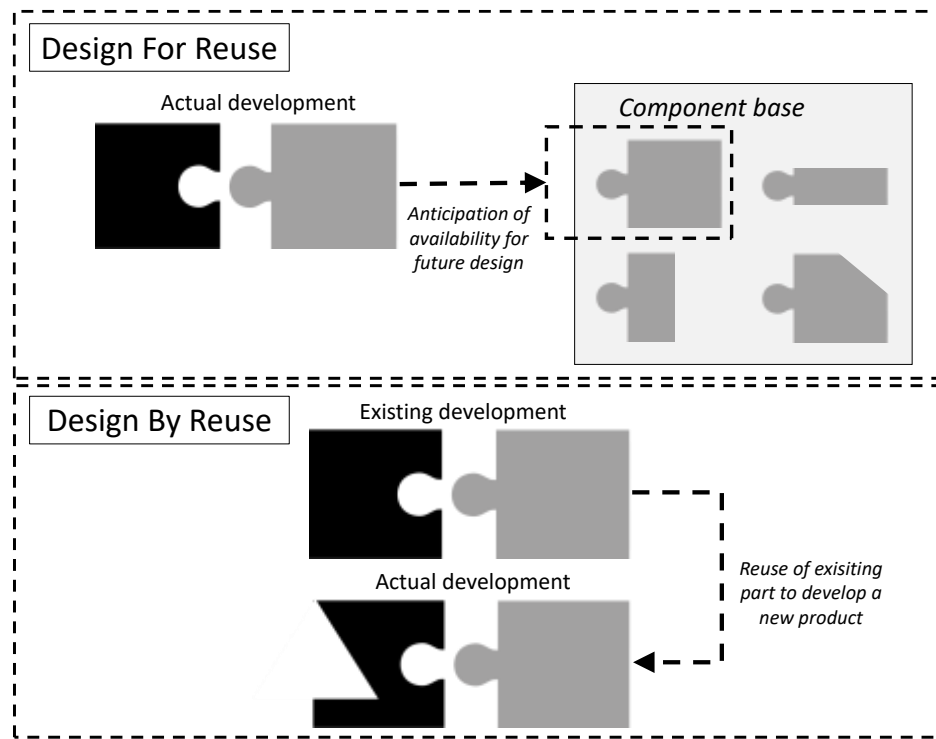 Design For Reuse
Actual development
Component base
Anticipation of
availability for
future design
Design By Reuse
Existing development
Actual development
Reuse of exisiting
part to develop a
new product